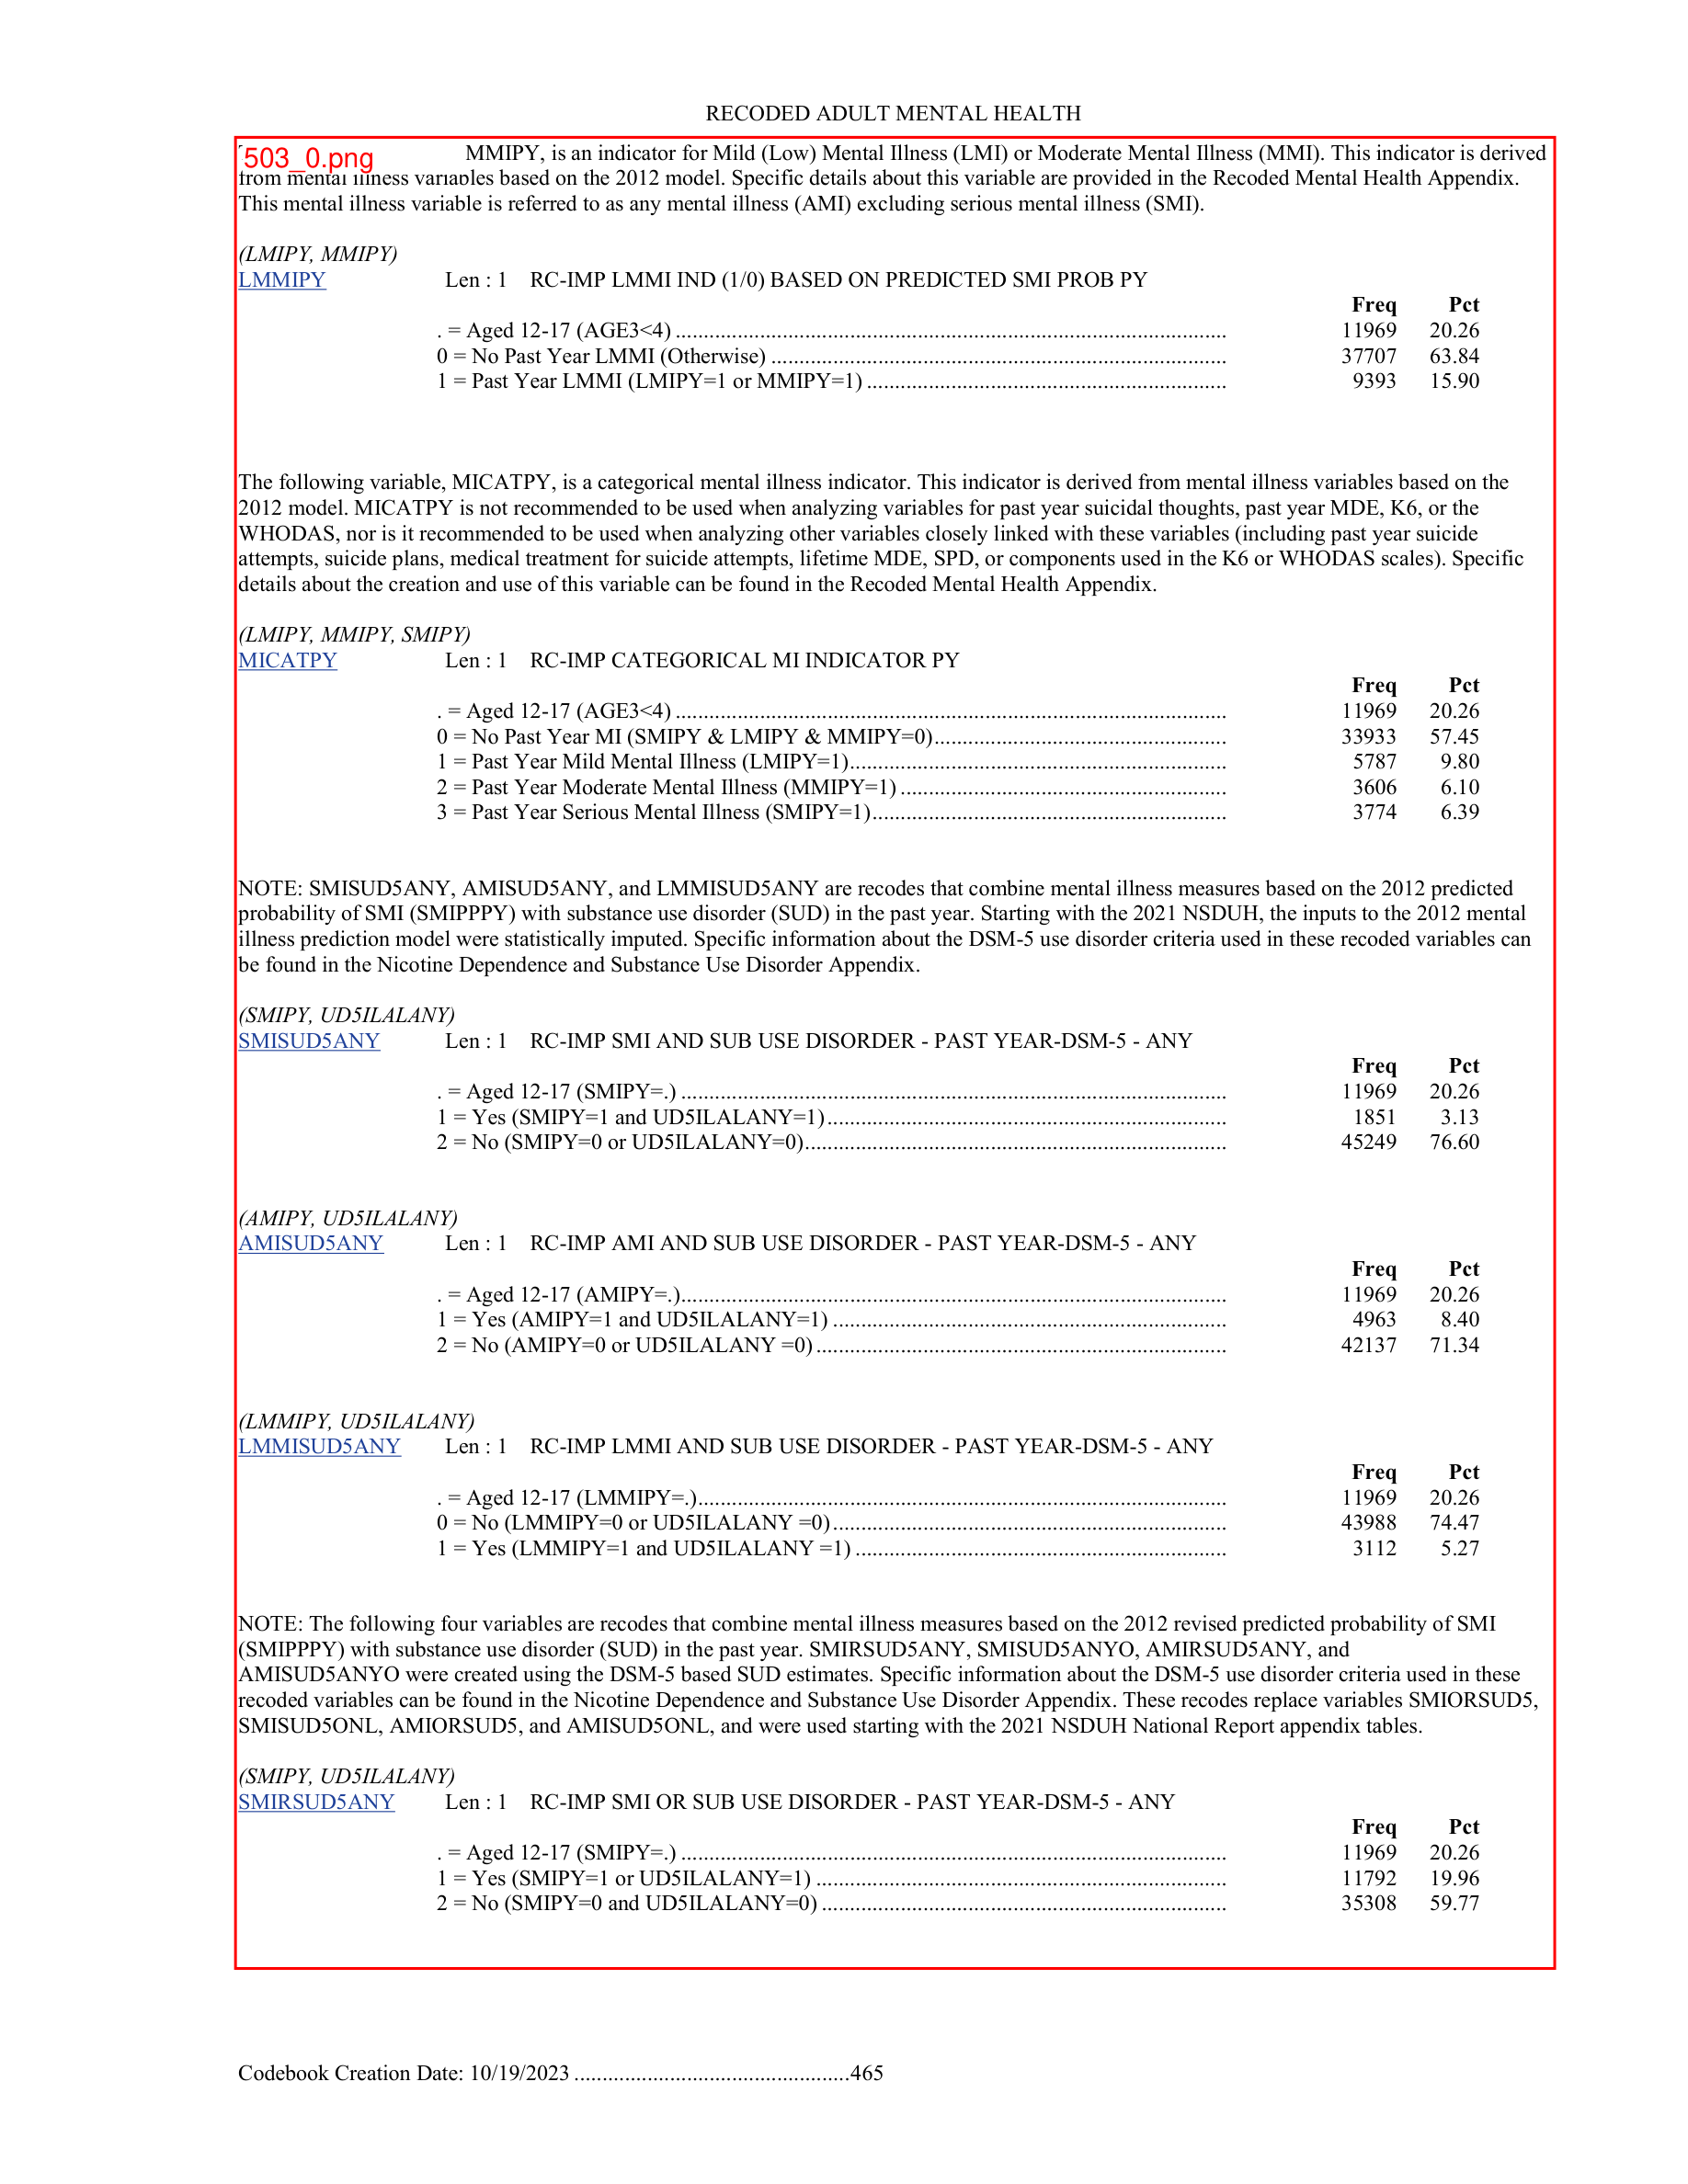 RECODED ADULT MENTAL HEALTH
503_0.png
MMIPY, is an indicator for Mild (Low) Mental Illness (LMI) or Moderate Mental Illness (MMI). This indicator is derived
from mental illness variables based on the 2012 model. Specific details about this variable are provided in the Recoded Mental Health Appendix.
This mental illness variable is referred to as any mental illness (AMI) excluding serious mental illness (SMI).
(LMIPY, MMIPY)
LMMIPY Len : 1 RC-IMP LMMI IND (1/0) BASED ON PREDICTED SMI PROB PY
Freq Pct
. = Aged 12-17 (AGE3<4) ................ 11969 20.26
0 = No Past Year LMMI (Otherwise) ................ 37707 63.84
1 = Past Year LMMI (LMIPY=1 or MMIPY=1) ................ 9393 15.90
The following variable, MICATPY, is a categorical mental illness indicator. This indicator is derived from mental illness variables based on the
2012 model. MICATPY is not recommended to be used when analyzing variables for past year suicidal thoughts, past year MDE, K6, or the
WHODAS, nor is it recommended to be used when analyzing other variables closely linked with these variables (including past year suicide
attempts, suicide plans, medical treatment for suicide attempts, lifetime MDE, SPD, or components used in the K6 or WHODAS scales). Specific
details about the creation and use of this variable can be found in the Recoded Mental Health Appendix.
(LMIPY, MMIPY, SMIPY)
MICATPY Len : 1 RC-IMP CATEGORICAL MI INDICATOR PY
Freq Pct
. = Aged 12-17 (AGE3<4) ................ 11969 20.26
0 = No Past Year MI (SMIPY & LMIPY & MMIPY=0)................ 33933 57.45
1 = Past Year Mild Mental Illness (LMIPY=1)................ 5787 9.80
2 = Past Year Moderate Mental Illness (MMIPY=1) ................ 3606 6.10
3 = Past Year Serious Mental Illness (SMIPY=1)................ 3774 6.39
NOTE: SMISUD5ANY, AMISUD5ANY, and LMMISUD5ANY are recodes that combine mental illness measures based on the 2012 predicted
probability of SMI (SMIPPPY) with substance use disorder (SUD) in the past year. Starting with the 2021 NSDUH, the inputs to the 2012 mental
illness prediction model were statistically imputed. Specific information about the DSM-5 use disorder criteria used in these recoded variables can
be found in the Nicotine Dependence and Substance Use Disorder Appendix.
(SMIPY, UD5ILALANY)
SMISUD5ANY Len : 1 RC-IMP SMI AND SUB USE DISORDER - PAST YEAR-DSM-5 - ANY
Freq Pct
. = Aged 12-17 (SMIPY=.) ................ 11969 20.26
1 = Yes (SMIPY=1 and UD5ILALANY=1)................ 1851 3.13
2 = No (SMIPY=0 or UD5ILALANY=0)................ 45249 76.60
(AMIPY, UD5ILALANY)
AMISUD5ANY Len : 1 RC-IMP AMI AND SUB USE DISORDER - PAST YEAR-DSM-5 - ANY
Freq Pct
. = Aged 12-17 (AMIPY=.)................ 11969 20.26
1 = Yes (AMIPY=1 and UD5ILALANY=1) ................ 4963 8.40
2 = No (AMIPY=0 or UD5ILALANY =0) ................ 42137 71.34
(LMMIPY, UD5ILALANY)
LMMISUD5ANY Len : 1 RC-IMP LMMI AND SUB USE DISORDER - PAST YEAR-DSM-5 - ANY
Freq Pct
. = Aged 12-17 (LMMIPY=.)................ 11969 20.26
0 = No (LMMIPY=0 or UD5ILALANY =0)................ 43988 74.47
1 = Yes (LMMIPY=1 and UD5ILALANY =1) ................ 3112 5.27
NOTE: The following four variables are recodes that combine mental illness measures based on the 2012 revised predicted probability of SMI
(SMIPPPY) with substance use disorder (SUD) in the past year. SMIRSUD5ANY, SMISUD5ANYO, AMIRSUD5ANY, and
AMISUD5ANYO were created using the DSM-5 based SUD estimates. Specific information about the DSM-5 use disorder criteria used in these
recoded variables can be found in the Nicotine Dependence and Substance Use Disorder Appendix. These recodes replace variables SMIORSUD5,
SMISUD5ONL, AMIORSUD5, and AMISUD5ONL, and were used starting with the 2021 NSDUH National Report appendix tables.
(SMIPY, UD5ILALANY)
SMIRSUD5ANY Len : 1 RC-IMP SMI OR SUB USE DISORDER - PAST YEAR-DSM-5 - ANY
Freq Pct
. = Aged 12-17 (SMIPY=.) ................ 11969 20.26
1 = Yes (SMIPY=1 or UD5ILALANY=1) ................ 11792 19.96
2 = No (SMIPY=0 and UD5ILALANY=0) ................ 35308 59.77
Codebook Creation Date: 10/19/2023 ................465